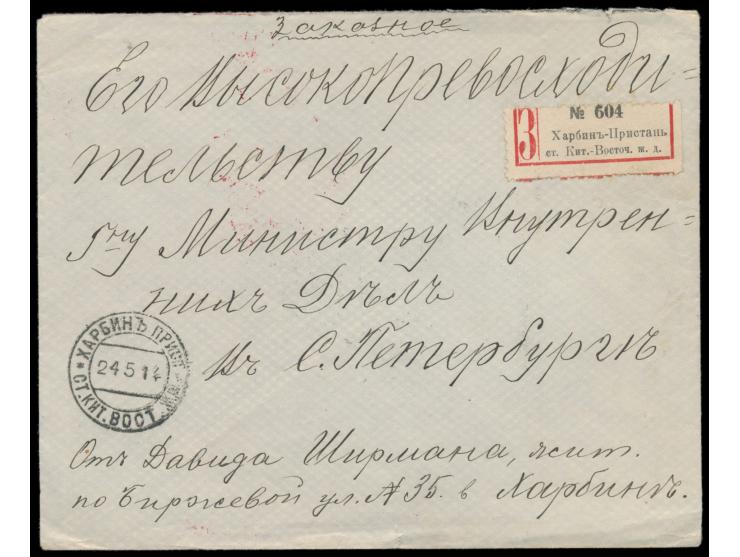 Заказное
Его Высокопревосходи=
тельству
Г-ну Министру Внутрен=
нихъ Дѣлъ
въ С. Петербургѣ
Отъ Давида Ширмана, жит.
по Биржевой ул. № 35. в Харбинѣ.
З
№ 604
Харбинъ-Пристань
ст. Кит.-Восточ. ж. д.
ХАРБИНЪ ПРИСТ
24.5.14
СТ. КИТ. ВОСТ.